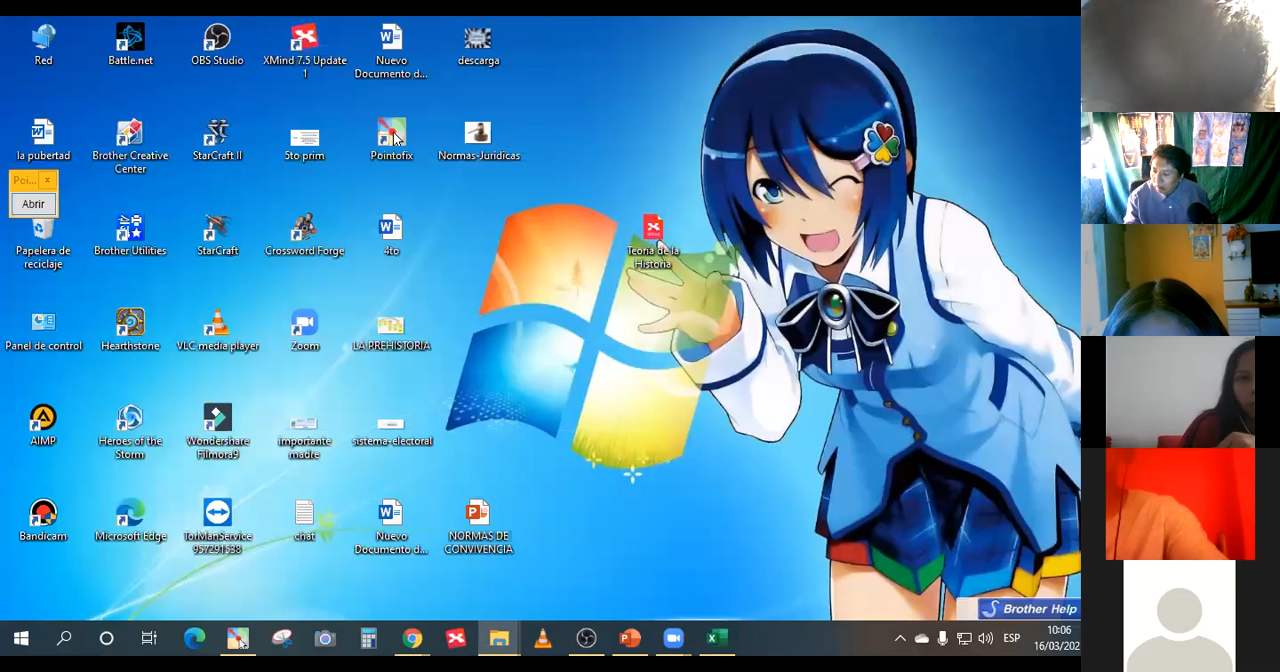 Red
Battle.net
OBS Studio
XMind 7.5 Update
1
Nuevo
Documento d...
descarga
la pubertad
Brother Creative
Center
StarCraft II
5to prim
Pointofix
Normas-Juridicas
Poi... x
Abrir
Papelera de
reciclaje
Brother Utilities
StarCraft
Crossword Forge
4to
Teoria de la
Historia
Panel de control
Hearthstone
VLC media player
Zoom
LA PREHISTORIA
AIMP
Heroes of the
Storm
Wondershare
Filmora9
importante
madre
sistema-electoral
Bandicam
Microsoft Edge
TorManService
957291538
chat
Nuevo
Documento d...
NORMAS DE
CONVIVENCIA
Brother Help
ESP
10:06
16/03/202